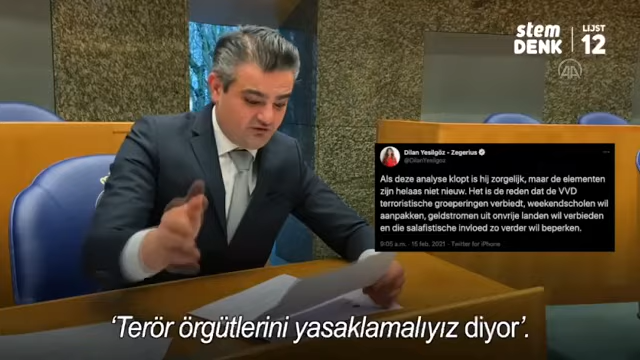 stem
DENK
LIJST
12
AA
Dilan Yesilgöz - Zegerius
@DilanYesilgoz
Als deze analyse klopt is hij zorgelijk, maar de elementen
zijn helaas niet nieuw. Het is de reden dat de VVD
terroristische groeperingen verbiedt, weekendscholen wil
aanpakken, geldstromen uit onvrije landen wil verbieden
en die salafistische invloed zo verder wil beperken.
9:05 a.m. · 15 feb. 2021 · Twitter for iPhone
‘Terör örgütlerini yasaklamalıyız diyor’.